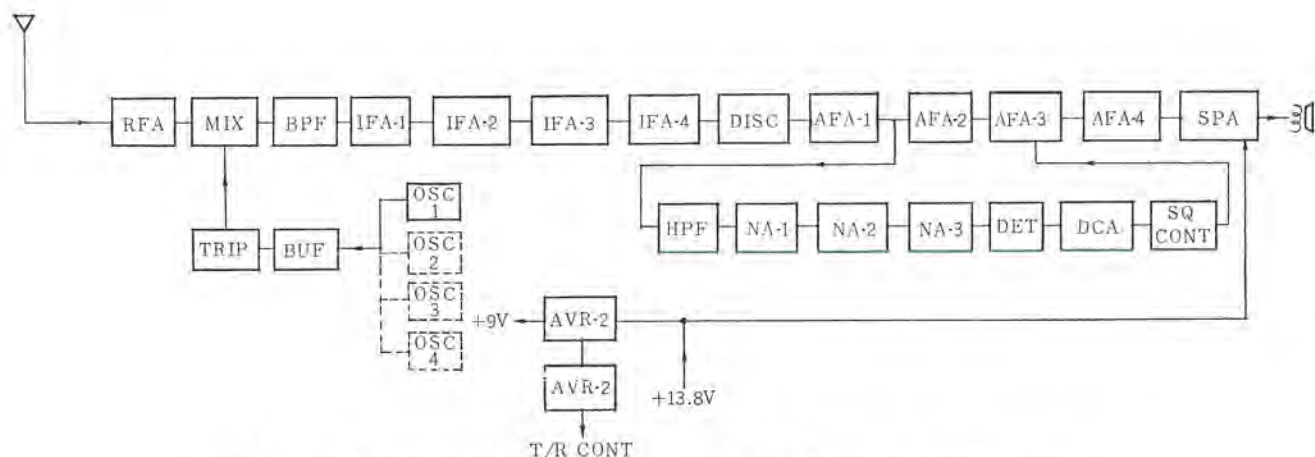 RFA MIX BPF IFA-1 IFA-2 IFA-3 IFA-4 DISC AFA-1 AFA-2 AFA-3 AFA-4 SPA
OSC
1
HPF NA-1 NA-2 NA-3 DET DCA SQ
CONT
TRIP BUF OSC
2
OSC
3
+9V AVR-2
OSC
4
AVR-2 +13.8V
T/R CONT